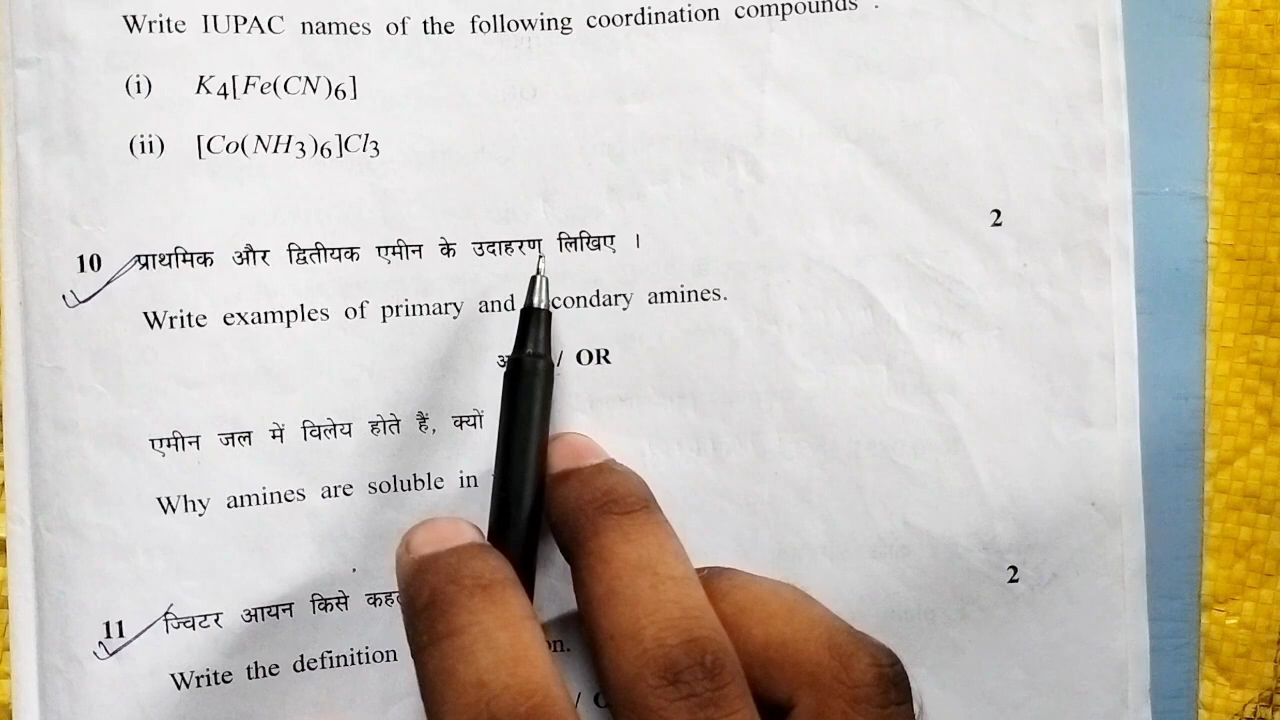 Write IUPAC names of the following coordination compounds :
(i) K4[Fe(CN)6]
(ii) [Co(NH3)6]Cl3
2
10 प्राथमिक और द्वितीयक एमीन के उदाहरण लिखिए ।
Write examples of primary and condary amines.
/ OR
एमीन जल में विलेय होते हैं, क्यों
Why amines are soluble in
2
11 ज्विटर आयन किसे
Write the definition